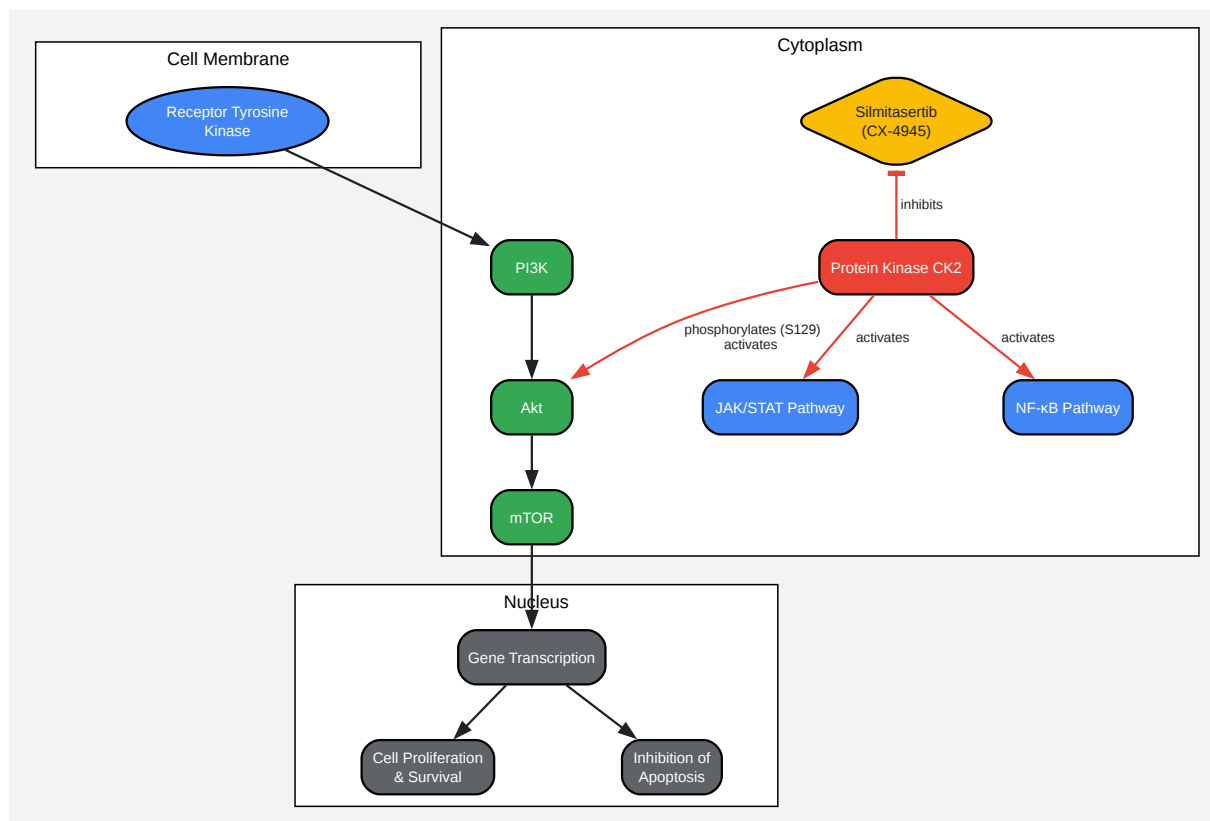 Cell Membrane
Receptor Tyrosine
Kinase
Cytoplasm
Silmitasertib
(CX-4945)
inhibits
PI3K
Protein Kinase CK2
phosphorylates (S129)
activates
activates
activates
Akt
JAK/STAT Pathway
NF-κB Pathway
mTOR
Nucleus
Gene Transcription
Cell Proliferation
& Survival
Inhibition of
Apoptosis